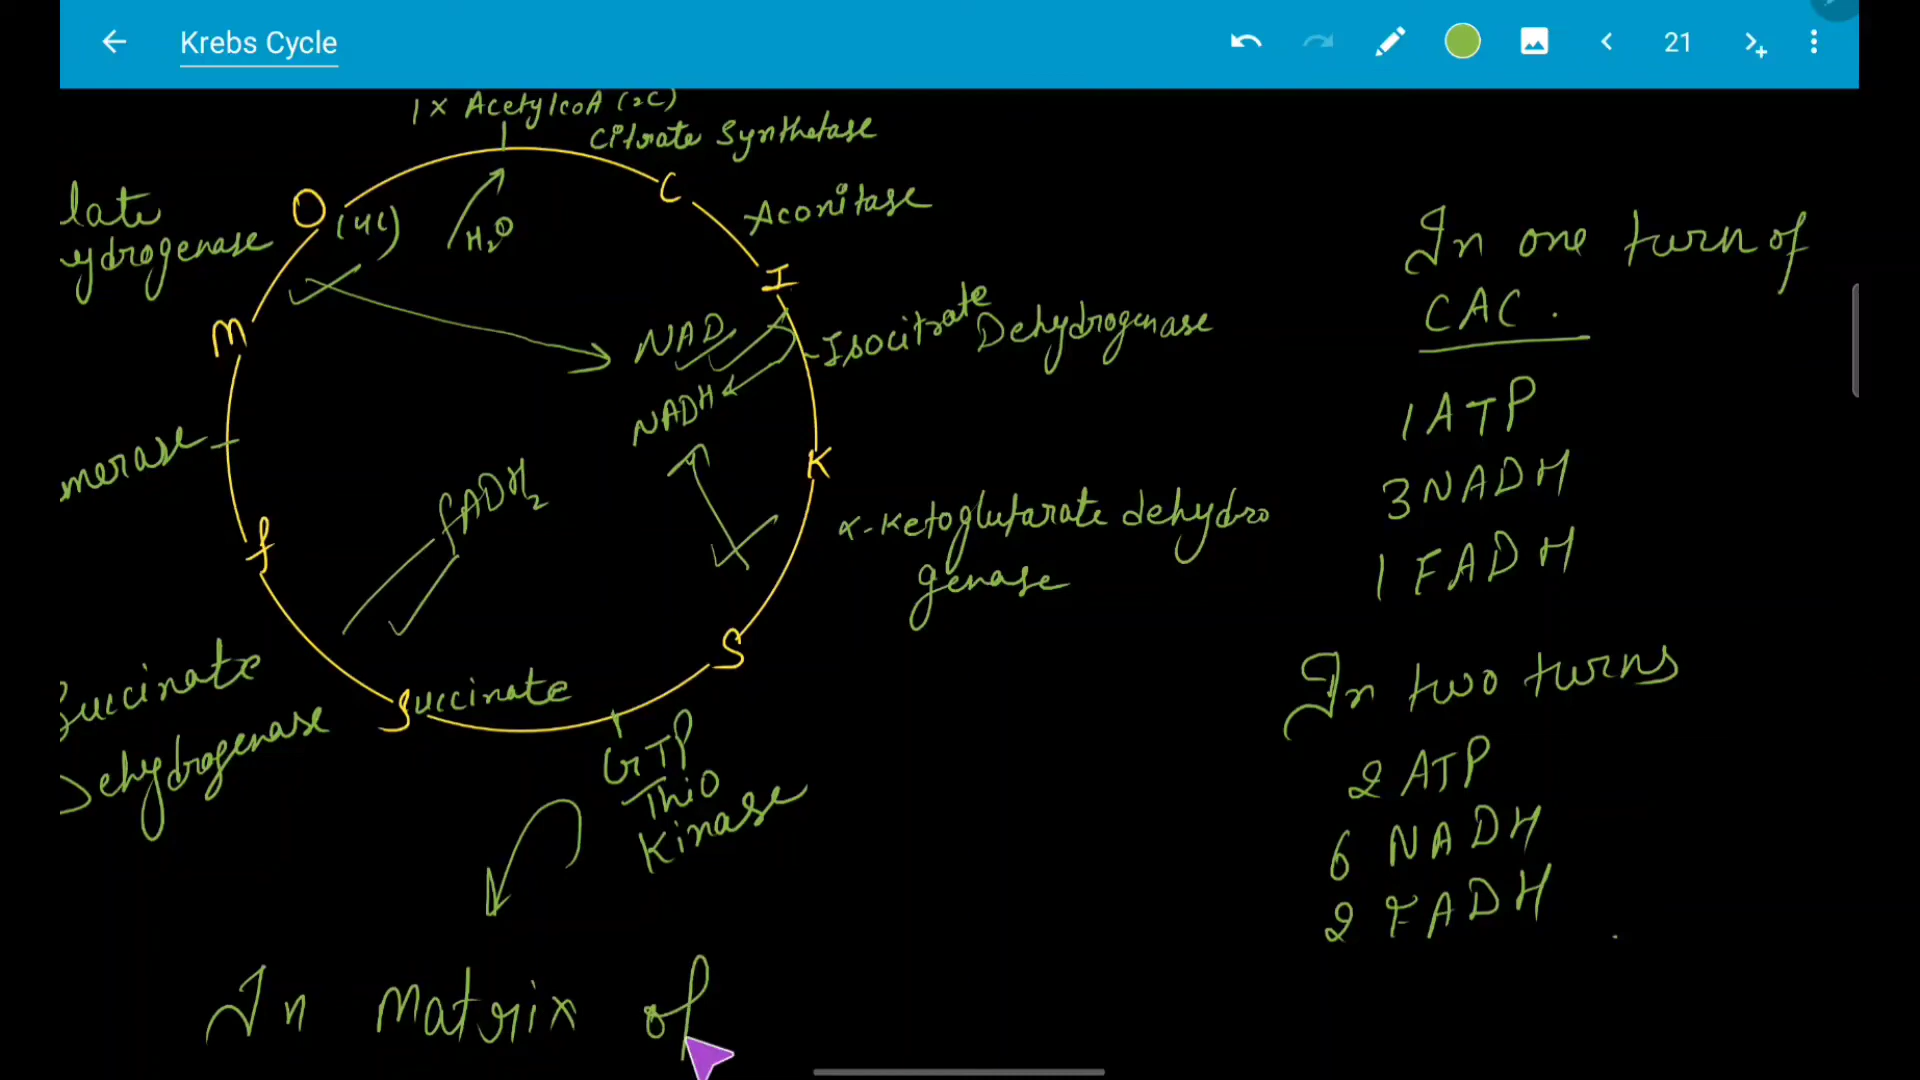 Krebs Cycle
21
1 x AcetylcoA (2C)
Citrate Synthetase
C
Aconitase
late
ydrogenase
O (4C)
H2O
I
In one turn of
CAC.
M
NAD
Isocitrate Dehydrogenase
NADH
1 ATP
merase
K
3 NADH
fADH2
α-Ketoglutarate dehydro
genase
f
1 FADH
S
Succinate
Succinate
Dehydrogenase
In two turns
GTP
Thio
Kinase
2 ATP
6 NADH
2 FADH
In matrix of